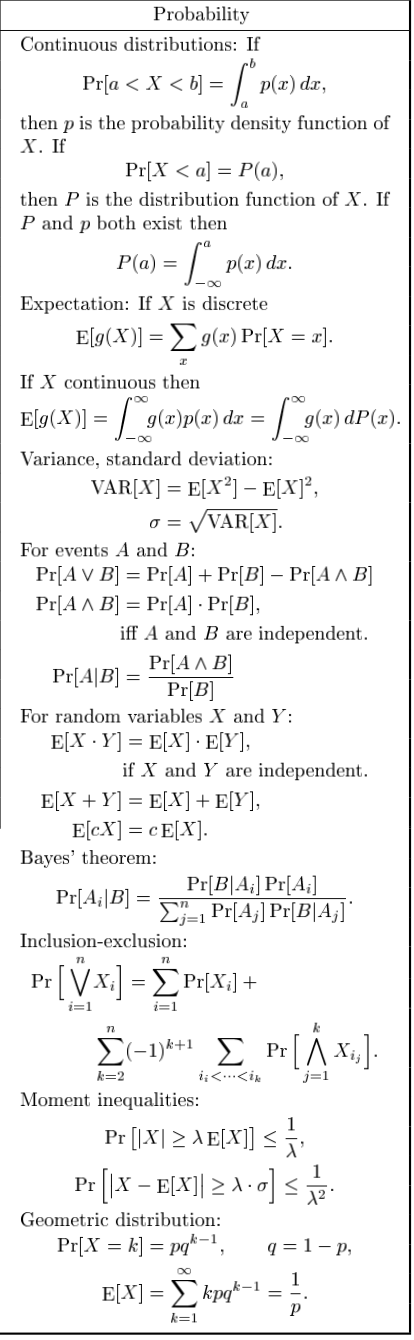 Probability
Continuous distributions: If
Pr[a < X < b] = ∫_a^b p(x) dx,
then p is the probability density function of
X. If
Pr[X < a] = P(a),
then P is the distribution function of X. If
P and p both exist then
P(a) = ∫_{-∞}^a p(x) dx.
Expectation: If X is discrete
E[g(X)] = ∑_x g(x) Pr[X = x].
If X continuous then
E[g(X)] = ∫_{-∞}^∞ g(x)p(x) dx = ∫_{-∞}^∞ g(x) dP(x).
Variance, standard deviation:
VAR[X] = E[X²] − E[X]²,
σ = √VAR[X].
For events A and B:
Pr[A ∨ B] = Pr[A] + Pr[B] − Pr[A ∧ B]
Pr[A ∧ B] = Pr[A] · Pr[B],
iff A and B are independent.
Pr[A|B] = Pr[A ∧ B] / Pr[B]
For random variables X and Y:
E[X · Y] = E[X] · E[Y],
if X and Y are independent.
E[X + Y] = E[X] + E[Y],
E[cX] = c E[X].
Bayes' theorem:
Pr[A_i|B] = Pr[B|A_i] Pr[A_i] / ∑_{j=1}^n Pr[A_j] Pr[B|A_j].
Inclusion-exclusion:
Pr[⋁_{i=1}^n X_i] = ∑_{i=1}^n Pr[X_i] +
∑_{k=2}^n (−1)^{k+1} ∑_{i_i<···<i_k} Pr[⋀_{j=1}^k X_{i_j}].
Moment inequalities:
Pr[|X| ≥ λ E[X]] ≤ 1/λ,
Pr[|X − E[X]| ≥ λ · σ] ≤ 1/λ².
Geometric distribution:
Pr[X = k] = pq^{k−1}, q = 1 − p,
E[X] = ∑_{k=1}^∞ kpq^{k−1} = 1/p.